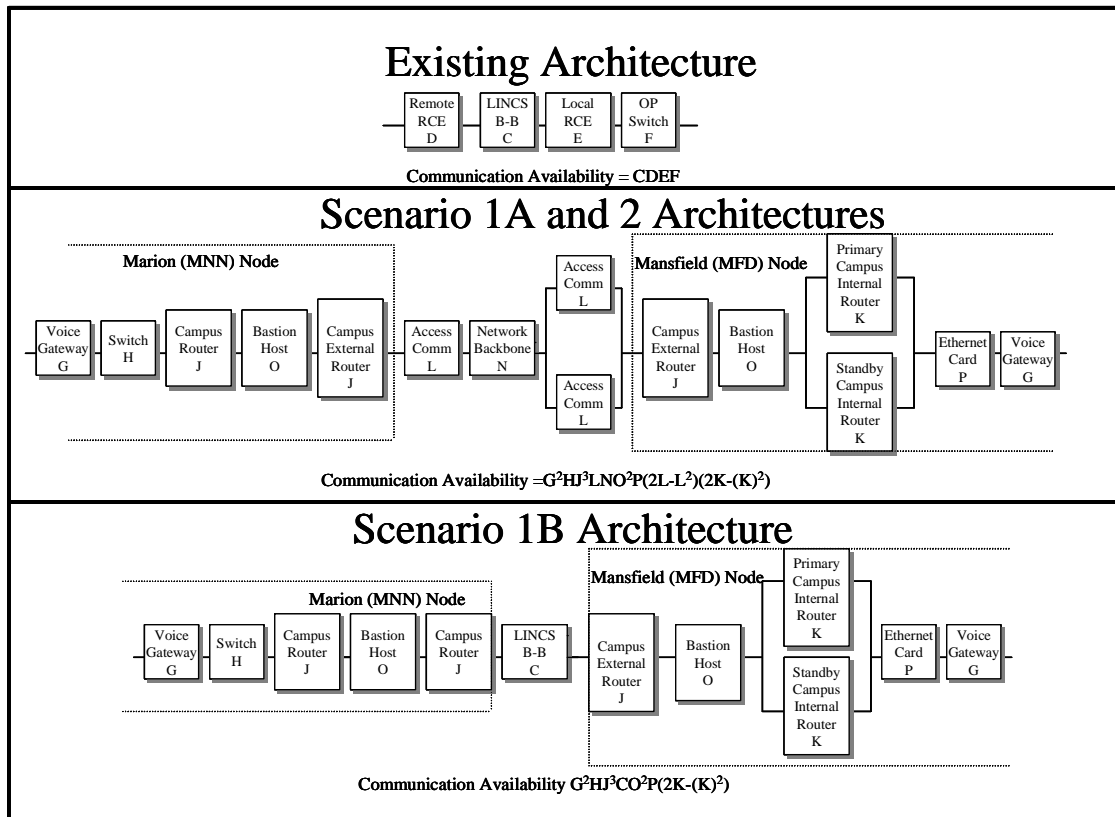 Existing Architecture
Remote
RCE
D
LINCS
B-B
C
Local
RCE
E
OP
Switch
F
Communication Availability = CDEF
Scenario 1A and 2 Architectures
Marion (MNN) Node
Voice
Gateway
G
Switch
H
Campus
Router
J
Bastion
Host
O
Campus
External
Router
J
Access
Comm
L
Network
Backbone
N
Access
Comm
L
Access
Comm
L
Mansfield (MFD) Node
Campus
External
Router
J
Bastion
Host
O
Primary
Campus
Internal
Router
K
Standby
Campus
Internal
Router
K
Ethernet
Card
P
Voice
Gateway
G
Communication Availability =G²HJ³LNO²P(2L-L²)(2K-(K)²)
Scenario 1B Architecture
Marion (MNN) Node
Voice
Gateway
G
Switch
H
Campus
Router
J
Bastion
Host
O
Campus
Router
J
LINCS
B-B
C
Mansfield (MFD) Node
Campus
External
Router
J
Bastion
Host
O
Primary
Campus
Internal
Router
K
Standby
Campus
Internal
Router
K
Ethernet
Card
P
Voice
Gateway
G
Communication Availability G²HJ³CO²P(2K-(K)²)